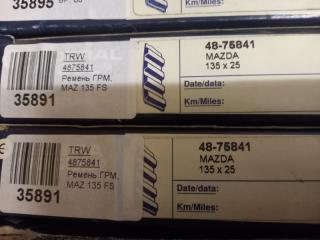 35895
Km/Miles:
TRW
4875841
Ремень ГРМ,
MAZ 135 FS
35891
48-75841
MAZDA
135 x 25
Date/data:
Km/Miles:
TRW
4875841
Ремень ГРМ,
MAZ 135 FS
35891
48-75841
MAZDA
135 x 25
Date/data:
Km/Miles: